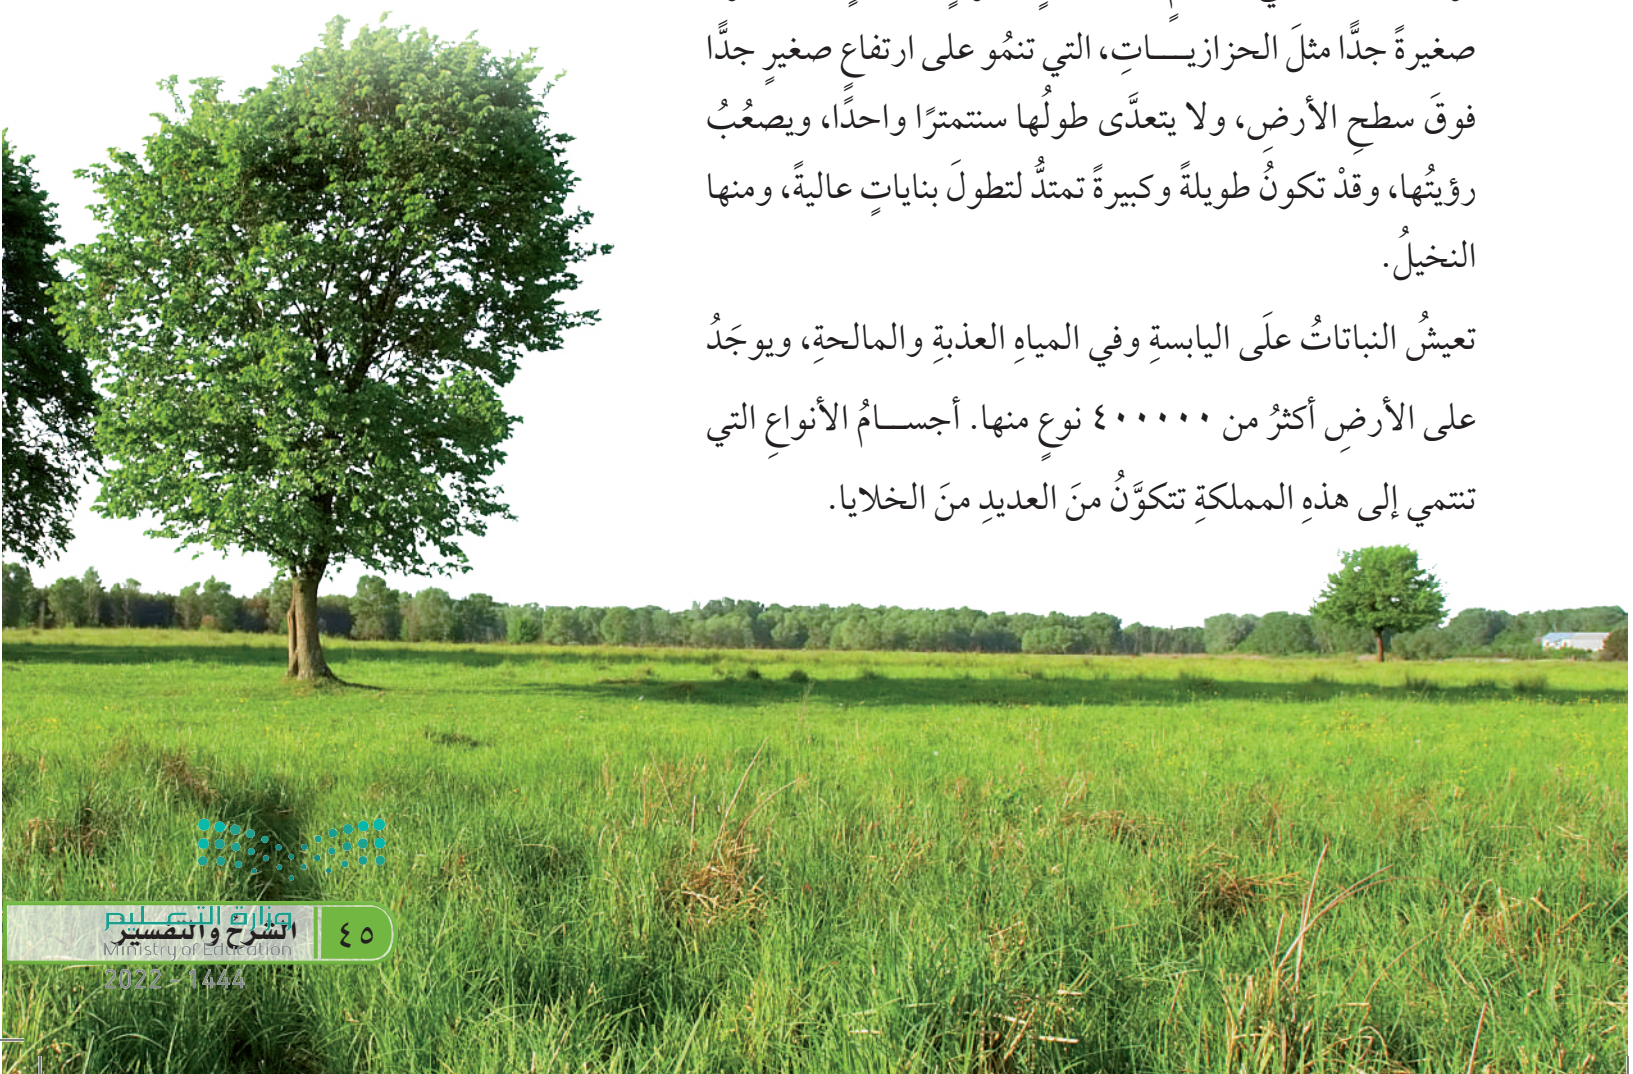 صغيرةً جدًّا مثلَ الحزازيـــاتِ، التي تنمُو على ارتفاعٍ صغيرٍ جدًّا
فوقَ سطحِ الأرضِ، ولا يتعدَّى طولُها سنتمترًا واحدًا، ويصعُبُ
رؤيتُها، وقدْ تكونُ طويلةً وكبيرةً تمتدُّ لتطولَ بناياتٍ عاليةً، ومنها
النخيلُ.
تعيشُ النباتاتُ علَى اليابسةِ وفي المياهِ العذبةِ والمالحةِ، ويوجَدُ
على الأرضِ أكثرُ من ٤٠٠٠٠٠ نوعٍ منها. أجســامُ الأنواعِ التي
تنتمي إلى هذهِ المملكةِ تتكوَّنُ منَ العديدِ منَ الخلايا.
٤٥ الشرحُ والتفسير
وزارة التعليم
Ministry of Education
2022 - 1444